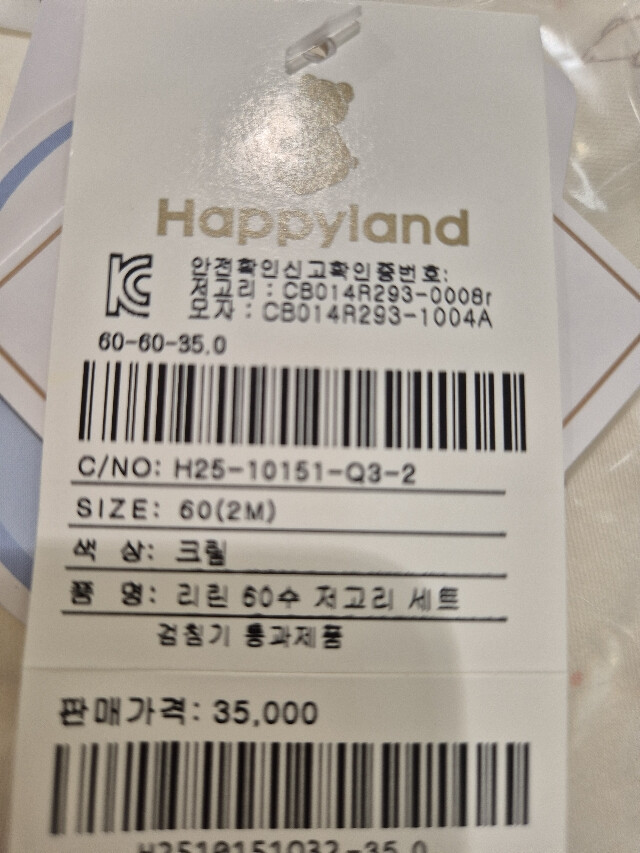 Happyland
안전확인신고확인증번호:
저고리 : CB014R293-0008r
모자 : CB014R293-1004A
60-60-35.0
C/NO: H25-10151-Q3-2
SIZE: 60(2M)
색 상: 크림
품 명: 리린 60수 저고리 세트
검침기 통과제품
판매가격: 35,000
H2510151Q32-35.0